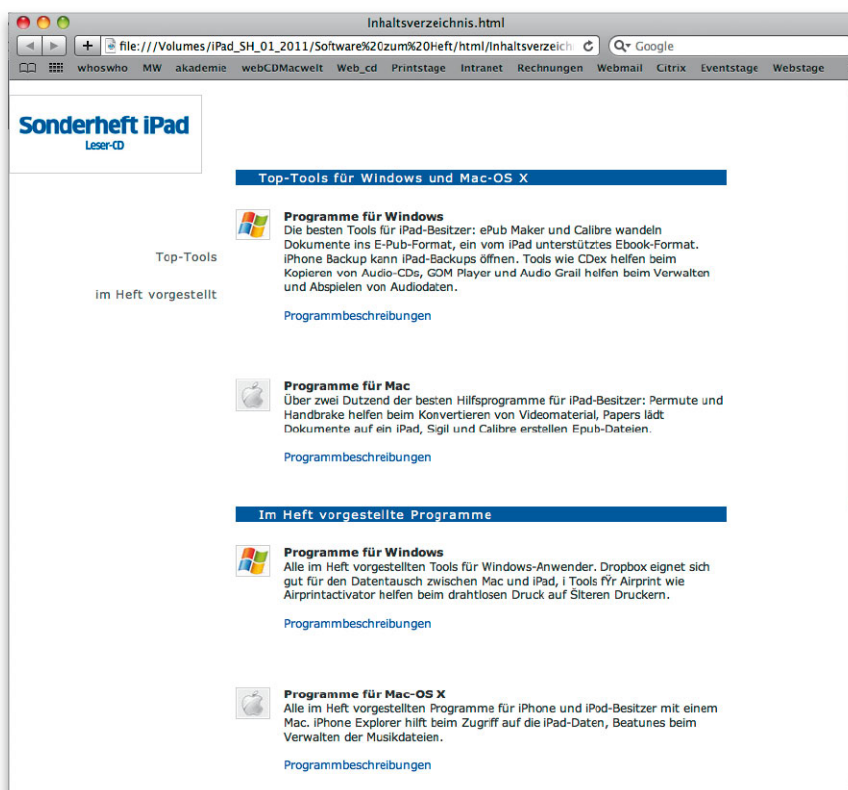 Inhaltsverzeichnis.html
file:///Volumes/iPad_SH_01_2011/Software%20zum%20Heft/html/Inhaltsverzeich
Google
whoswho MW akademie webCDMacwelt Web_cd Printstage Intranet Rechnungen Webmail Citrix Eventstage Webstage
Sonderheft iPad
Leser-CD
Top-Tools
im Heft vorgestellt
Top-Tools für Windows und Mac-OS X
Programme für Windows
Die besten Tools für iPad-Besitzer: ePub Maker und Calibre wandeln
Dokumente ins E-Pub-Format, ein vom iPad unterstütztes Ebook-Format.
iPhone Backup kann iPad-Backups öffnen. Tools wie CDex helfen beim
Kopieren von Audio-CDs, GOM Player und Audio Grail helfen beim Verwalten
und Abspielen von Audiodaten.
Programmbeschreibungen
Programme für Mac
Über zwei Dutzend der besten Hilfsprogramme für iPad-Besitzer: Permute und
Handbrake helfen beim Konvertieren von Videomaterial, Papers lädt
Dokumente auf ein iPad, Sigil und Calibre erstellen Epub-Dateien.
Programmbeschreibungen
Im Heft vorgestellte Programme
Programme für Windows
Alle im Heft vorgestellten Tools für Windows-Anwender. Dropbox eignet sich
gut für den Datentausch zwischen Mac und iPad, i Tools fŸr Airprint wie
Airprintactivator helfen beim drahtlosen Druck auf Šlteren Druckern.
Programmbeschreibungen
Programme für Mac-OS X
Alle im Heft vorgestellten Programme für iPhone und iPod-Besitzer mit einem
Mac. iPhone Explorer hilft beim Zugriff auf die iPad-Daten, Beatunes beim
Verwalten der Musikdateien.
Programmbeschreibungen